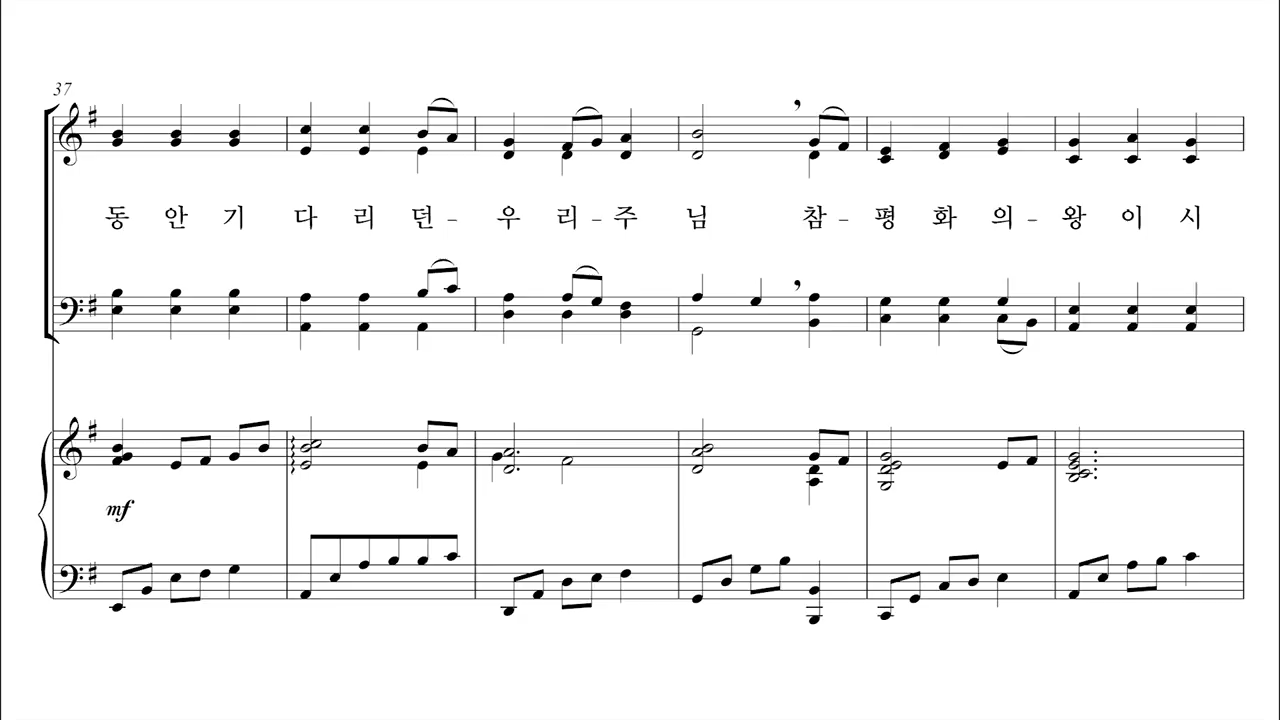 37
동 안 기 다 리 던 - 우 리 - 주 님 참 - 평 화 의 - 왕 이 시
mf